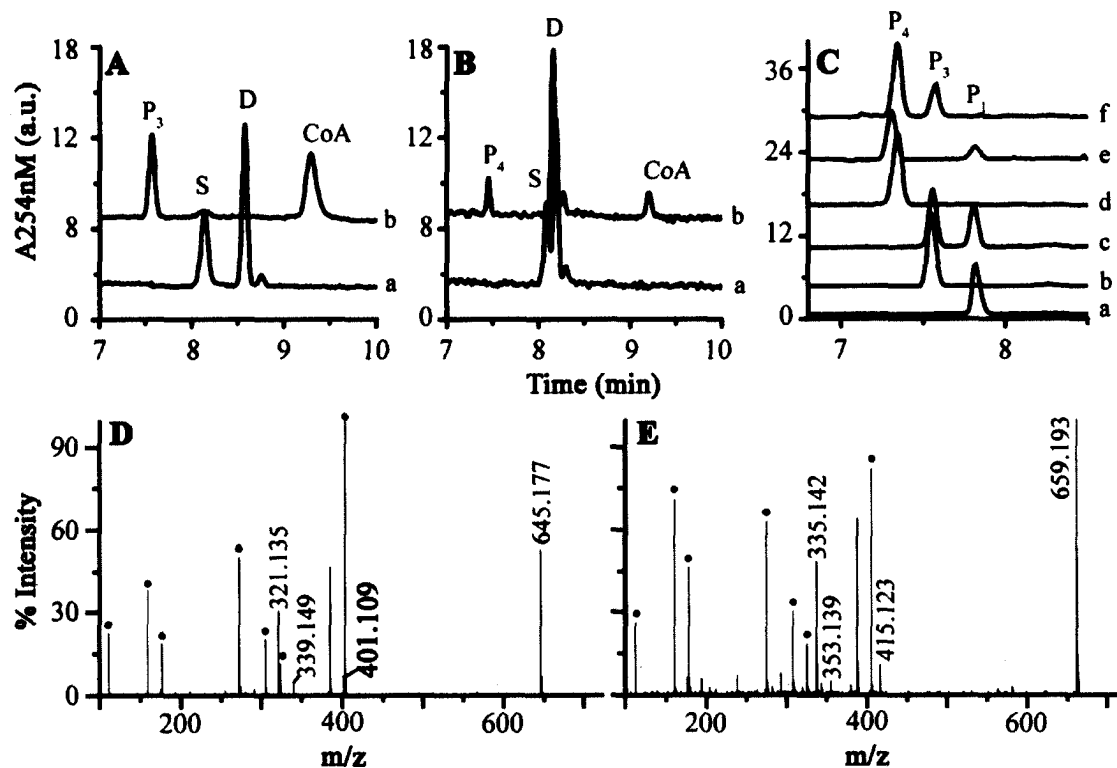 A
18
12
8
0
A254nM (a.u.)
P3
S
D
CoA
b
a
7 8 9 10
B
18
12
8
0
P4
S
D
CoA
b
a
7 8 9 10
Time (min)
C
36
24
12
0
P4
P3
P
f
e
d
c
b
a
7 8
D
90
60
30
0
% Intensity
321.135
339.149
401.109
645.177
200 400 600
m/z
E
335.142
353.139
415.123
659.193
200 400 600
m/z